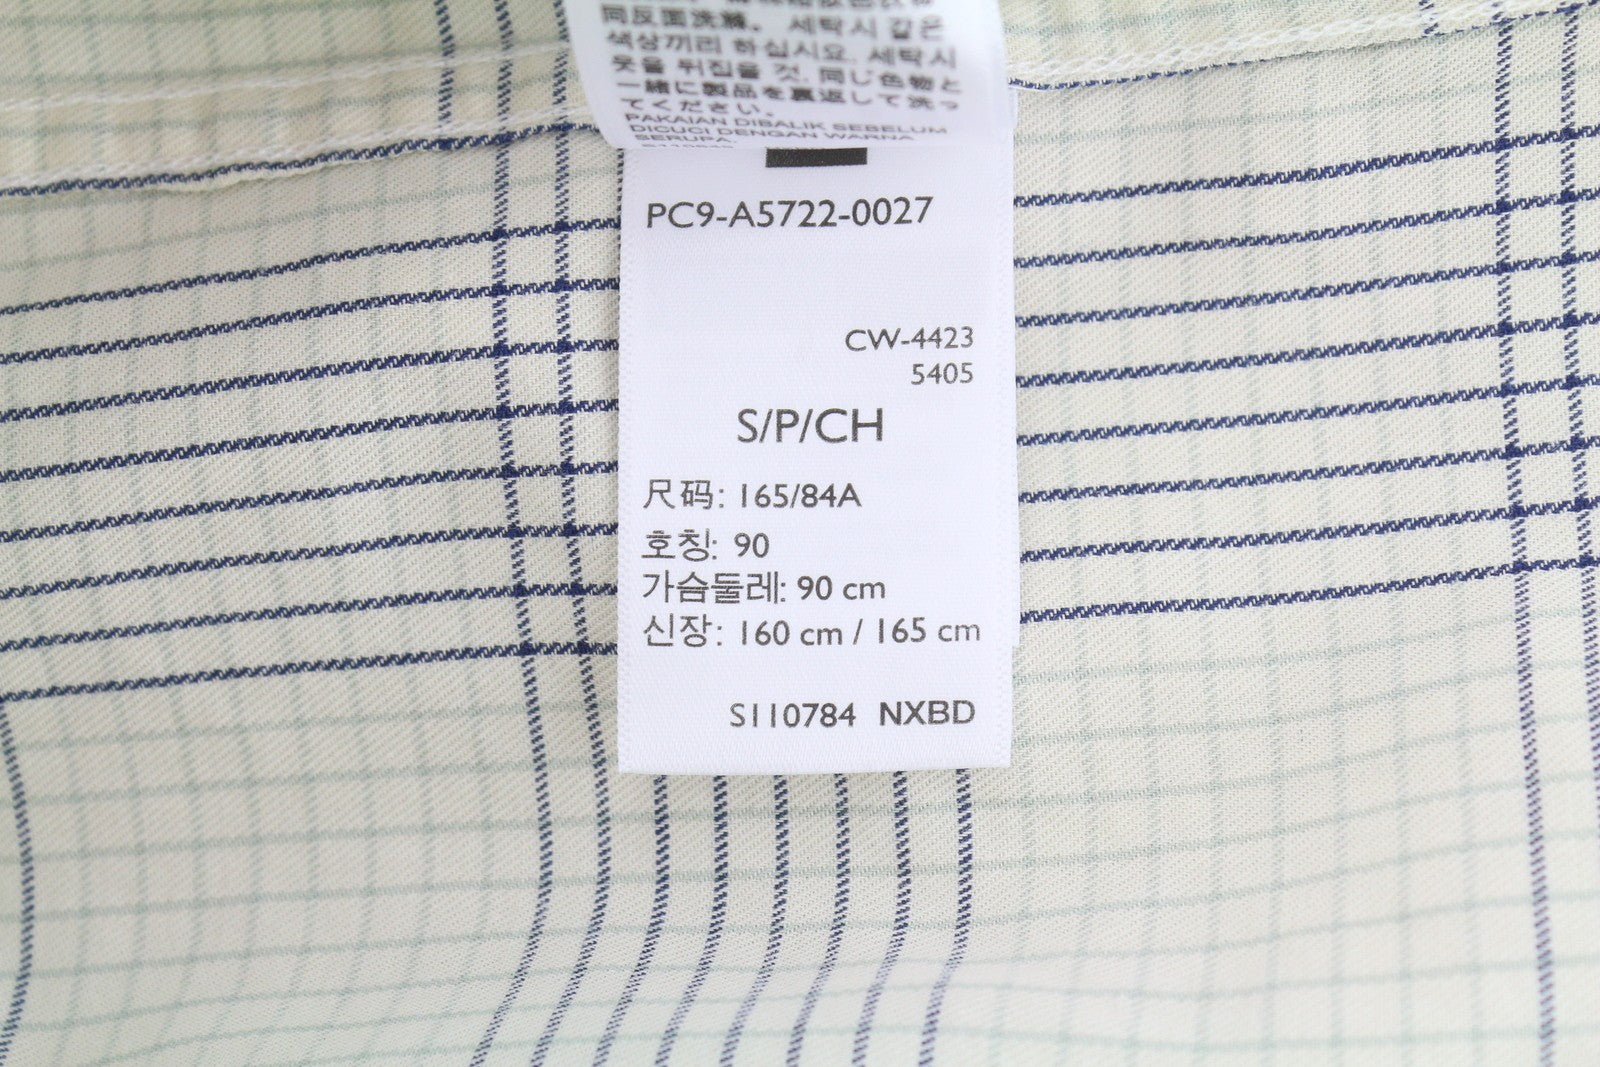 同反面洗滌。세탁시 같은
색상끼리 하십시요. 세탁시
옷을 뒤집을 것. 同じ色物と
一緒に製品を裏返して洗っ
てください。
PAKAIAN DIBALIK SEBELUM
DICUCI DENGAN WARNA
SERUPA.
PC9-A5722-0027
CW-4423
5405
S/P/CH
尺码: 165/84A
호칭: 90
가슴둘레: 90 cm
신장: 160 cm / 165 cm
S110784 NXBD